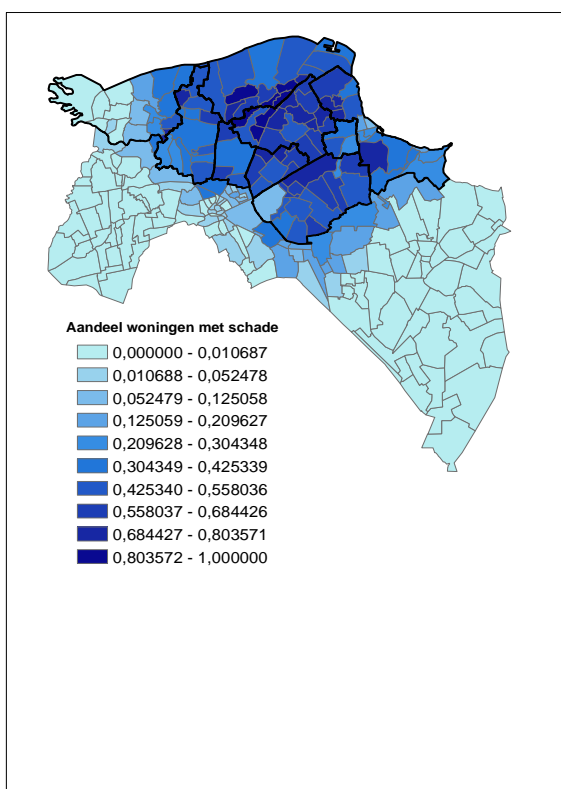 Aandeel woningen met schade
0,000000 - 0,010687
0,010688 - 0,052478
0,052479 - 0,125058
0,125059 - 0,209627
0,209628 - 0,304348
0,304349 - 0,425339
0,425340 - 0,558036
0,558037 - 0,684426
0,684427 - 0,803571
0,803572 - 1,000000